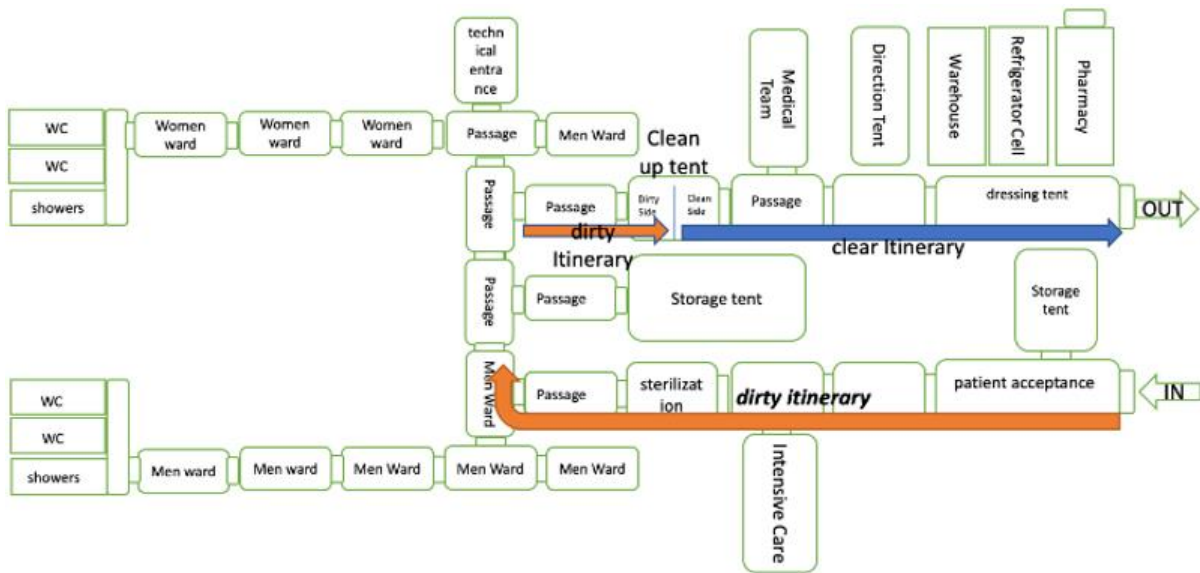 techn
ical
entra
nce
Medical
Team
Direction Tent
Warehouse
Refrigerator Cell
Pharmacy
WC
WC
showers
Women
ward
Women
ward
Women
ward
Passage
Men Ward
Clean
up tent
Passage
Passage
Dirty
Side
Clean
Side
Passage
dressing tent
OUT
dirty
Itinerary
clear Itinerary
Passage
Passage
Storage tent
Storage
tent
Men Ward
Passage
sterilizat
ion
dirty itinerary
patient acceptance
IN
WC
WC
showers
Men ward
Men ward
Men Ward
Men Ward
Men Ward
Intensive Care